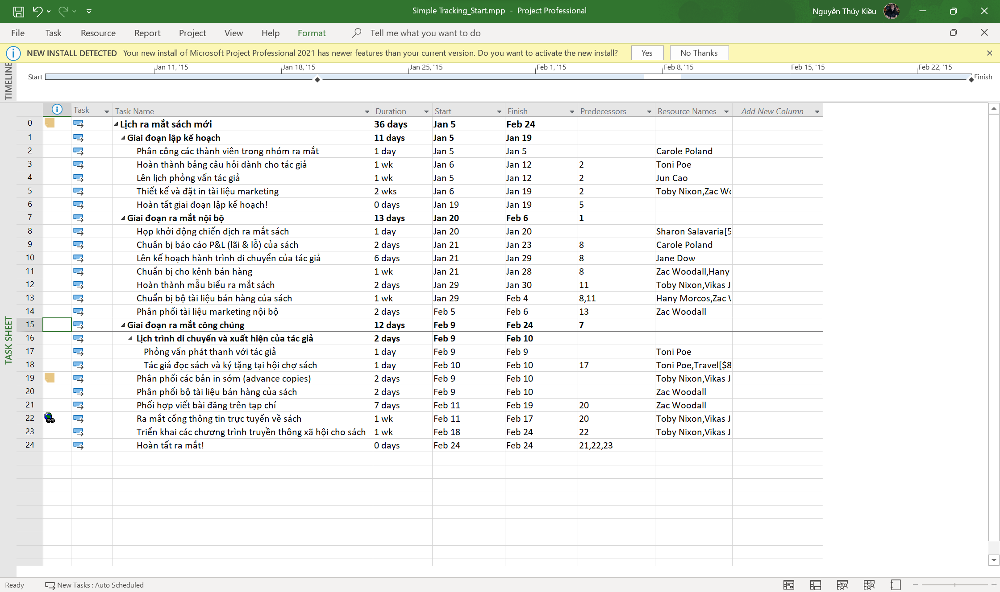 Simple Tracking_Start.mpp - Project Professional
Nguyễn Thúy Kiều
File Task Resource Report Project View Help Format Tell me what you want to do
NEW INSTALL DETECTED Your new install of Microsoft Project Professional 2021 has newer features than your current version. Do you want to activate the new install? Yes No Thanks
TIMELINE
Jan 11, '15 Jan 18, '15 Jan 25, '15 Feb 1, '15 Feb 8, '15 Feb 15, '15 Feb 22, '15
Start Finish
TASK SHEET
Task Task Name Duration Start Finish Predecessors Resource Names Add New Column
0 Lịch ra mắt sách mới 36 days Jan 5 Feb 24
1 Giai đoạn lập kế hoạch 11 days Jan 5 Jan 19
2 Phân công các thành viên trong nhóm ra mắt 1 day Jan 5 Jan 5 Carole Poland
3 Hoàn thành bảng câu hỏi dành cho tác giả 1 wk Jan 6 Jan 12 2 Toni Poe
4 Lên lịch phỏng vấn tác giả 1 wk Jan 5 Jan 12 2 Jun Cao
5 Thiết kế và đặt in tài liệu marketing 2 wks Jan 6 Jan 19 2 Toby Nixon,Zac Wo
6 Hoàn tất giai đoạn lập kế hoạch! 0 days Jan 19 Jan 19 5
7 Giai đoạn ra mắt nội bộ 13 days Jan 20 Feb 6 1
8 Họp khởi động chiến dịch ra mắt sách 1 day Jan 20 Jan 20 Sharon Salavaria[5
9 Chuẩn bị báo cáo P&L (lãi & lỗ) của sách 2 days Jan 21 Jan 23 8 Carole Poland
10 Lên kế hoạch hành trình di chuyển của tác giả 6 days Jan 21 Jan 29 8 Jane Dow
11 Chuẩn bị cho kênh bán hàng 1 wk Jan 21 Jan 28 8 Zac Woodall,Hany
12 Hoàn thành mẫu biểu ra mắt sách 2 days Jan 29 Jan 30 11 Toby Nixon,Vikas J
13 Chuẩn bị bộ tài liệu bán hàng của sách 1 wk Jan 29 Feb 4 8,11 Hany Morcos,Zac
14 Phân phối tài liệu marketing nội bộ 2 days Feb 5 Feb 6 13 Zac Woodall
15 Giai đoạn ra mắt công chúng 12 days Feb 9 Feb 24 7
16 Lịch trình di chuyển và xuất hiện của tác giả 2 days Feb 9 Feb 10
17 Phỏng vấn phát thanh với tác giả 1 day Feb 9 Feb 9 Toni Poe
18 Tác giả đọc sách và ký tặng tại hội chợ sách 1 day Feb 10 Feb 10 17 Toni Poe,Travel[$8
19 Phân phối các bản in sớm (advance copies) 2 days Feb 9 Feb 10 Toby Nixon,Vikas J
20 Phân phối bộ tài liệu bán hàng của sách 2 days Feb 9 Feb 10 Zac Woodall
21 Phối hợp viết bài đăng trên tạp chí 7 days Feb 11 Feb 19 20 Zac Woodall
22 Ra mắt cổng thông tin trực tuyến về sách 1 wk Feb 11 Feb 17 20 Toby Nixon,Vikas J
23 Triển khai các chương trình truyền thông xã hội cho sách 1 wk Feb 18 Feb 24 22 Toby Nixon,Vikas J
24 Hoàn tất ra mắt! 0 days Feb 24 Feb 24 21,22,23
Ready New Tasks : Auto Scheduled